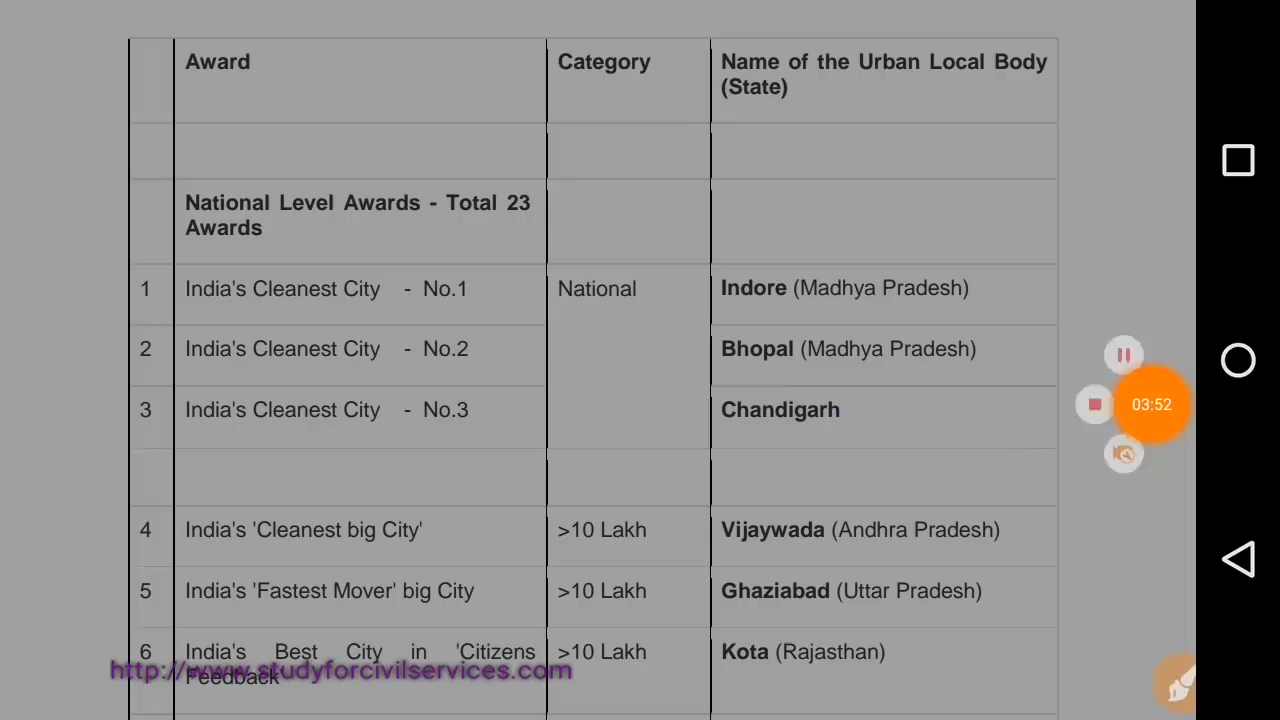 Award Category Name of the Urban Local Body
(State)
National Level Awards - Total 23
Awards
1 India's Cleanest City - No.1 National Indore (Madhya Pradesh)
2 India's Cleanest City - No.2 Bhopal (Madhya Pradesh)
3 India's Cleanest City - No.3 Chandigarh
03:52
4 India's 'Cleanest big City' >10 Lakh Vijaywada (Andhra Pradesh)
5 India's 'Fastest Mover' big City >10 Lakh Ghaziabad (Uttar Pradesh)
6 India's Best City in 'Citizens >10 Lakh Kota (Rajasthan)
Feedback
http://www.studyforcivilservices.com